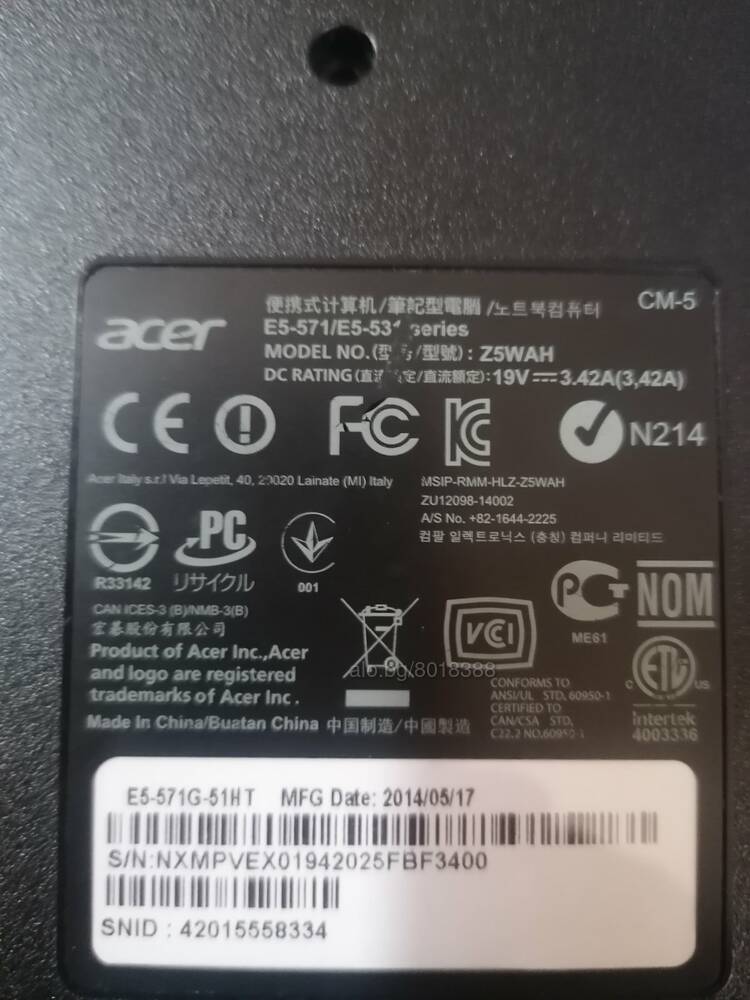 便携式计算机/筆記型電腦/노트북컴퓨터
CM-5
acer
E5-571/E5-531 series
MODEL NO.(型号/型號): Z5WAH
DC RATING(直流额定/直流額定):19V 3.42A(3,42A)
CE
FC
N214
Acer Italy s.r.l Via Lepetit, 40, 20020 Lainate (MI) Italy
MSIP-RMM-HLZ-Z5WAH
ZU12098-14002
A/S No. +82-1644-2225
컴팔 일렉트로닉스 (충칭) 컴퍼니 리미티드
R33142
PC
リサイクル
001
PCT
ME61
NOM
CAN ICES-3 (B)/NMB-3(B)
宏碁股份有限公司
Product of Acer Inc.,Acer
and logo are registered
trademarks of Acer Inc.
VCCI
alo.bg/8018388
CONFORMS TO
ANSI/UL STD. 60950-1
CERTIFIED TO
CAN/CSA STD.
C22.2 NO.60950-1
C ETL US
Intertek
4003336
Made In China/Buatan China 中国制造/中國製造
E5-571G-51HT MFG Date: 2014/05/17
S/N:NXMPVEX01942025FBF3400
SNID : 42015558334